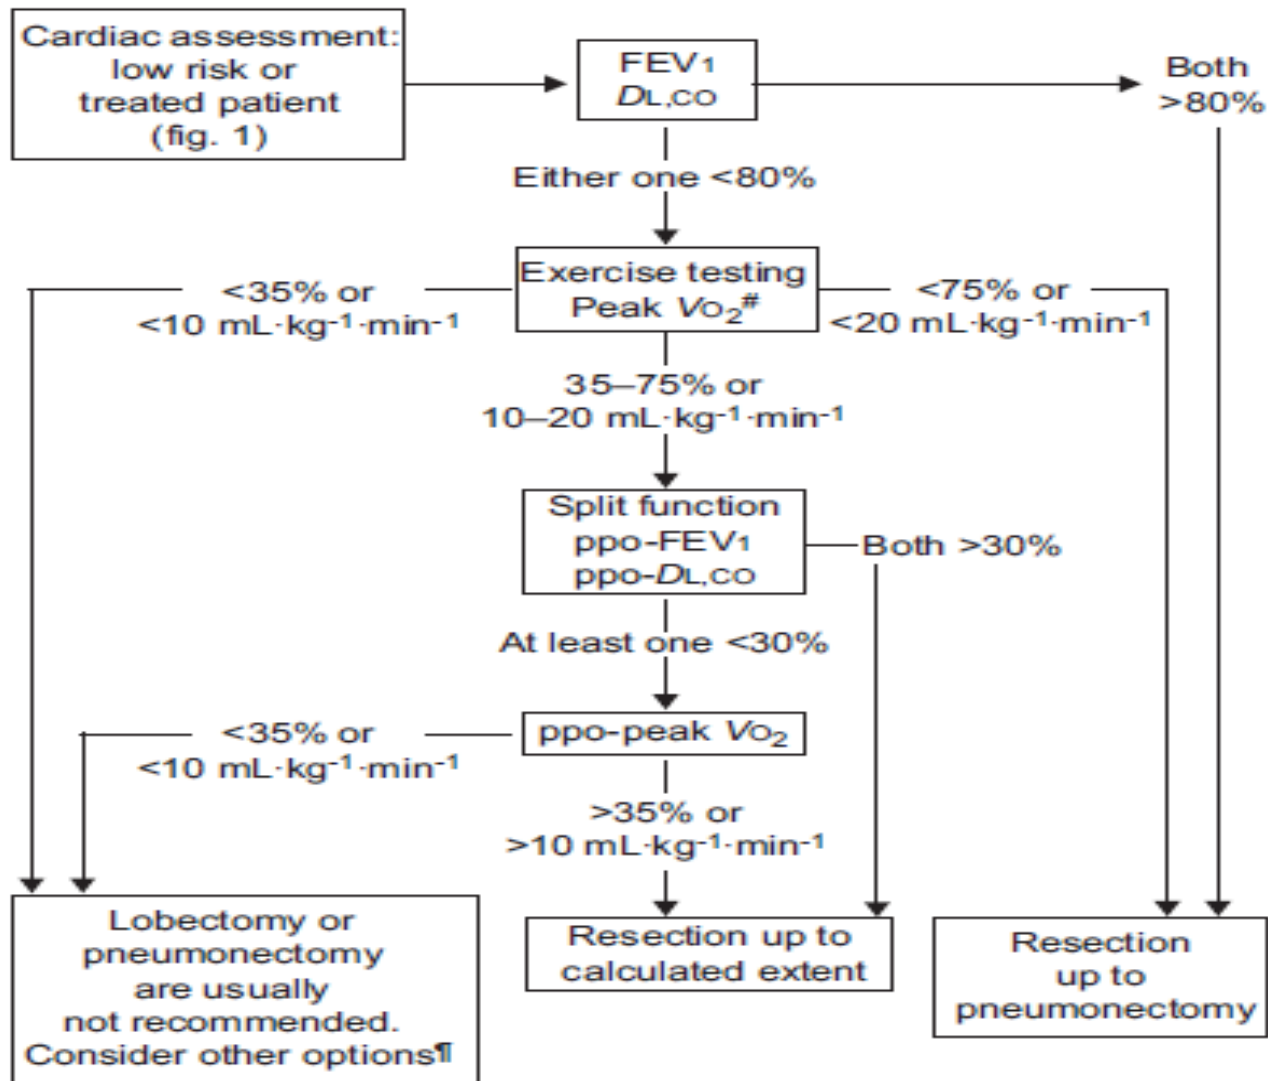 Cardiac assessment:
low risk or
treated patient
(fig. 1)
FEV1
DL,CO
Both
>80%
Either one <80%
Exercise testing
Peak VO2#
<35% or
<10 mL·kg-1·min-1
<75% or
<20 mL·kg-1·min-1
35–75% or
10–20 mL·kg-1·min-1
Split function
ppo-FEV1
ppo-DL,CO
Both >30%
At least one <30%
ppo-peak VO2
<35% or
<10 mL·kg-1·min-1
>35% or
>10 mL·kg-1·min-1
Lobectomy or
pneumonectomy
are usually
not recommended.
Consider other options¶
Resection up to
calculated extent
Resection
up to
pneumonectomy